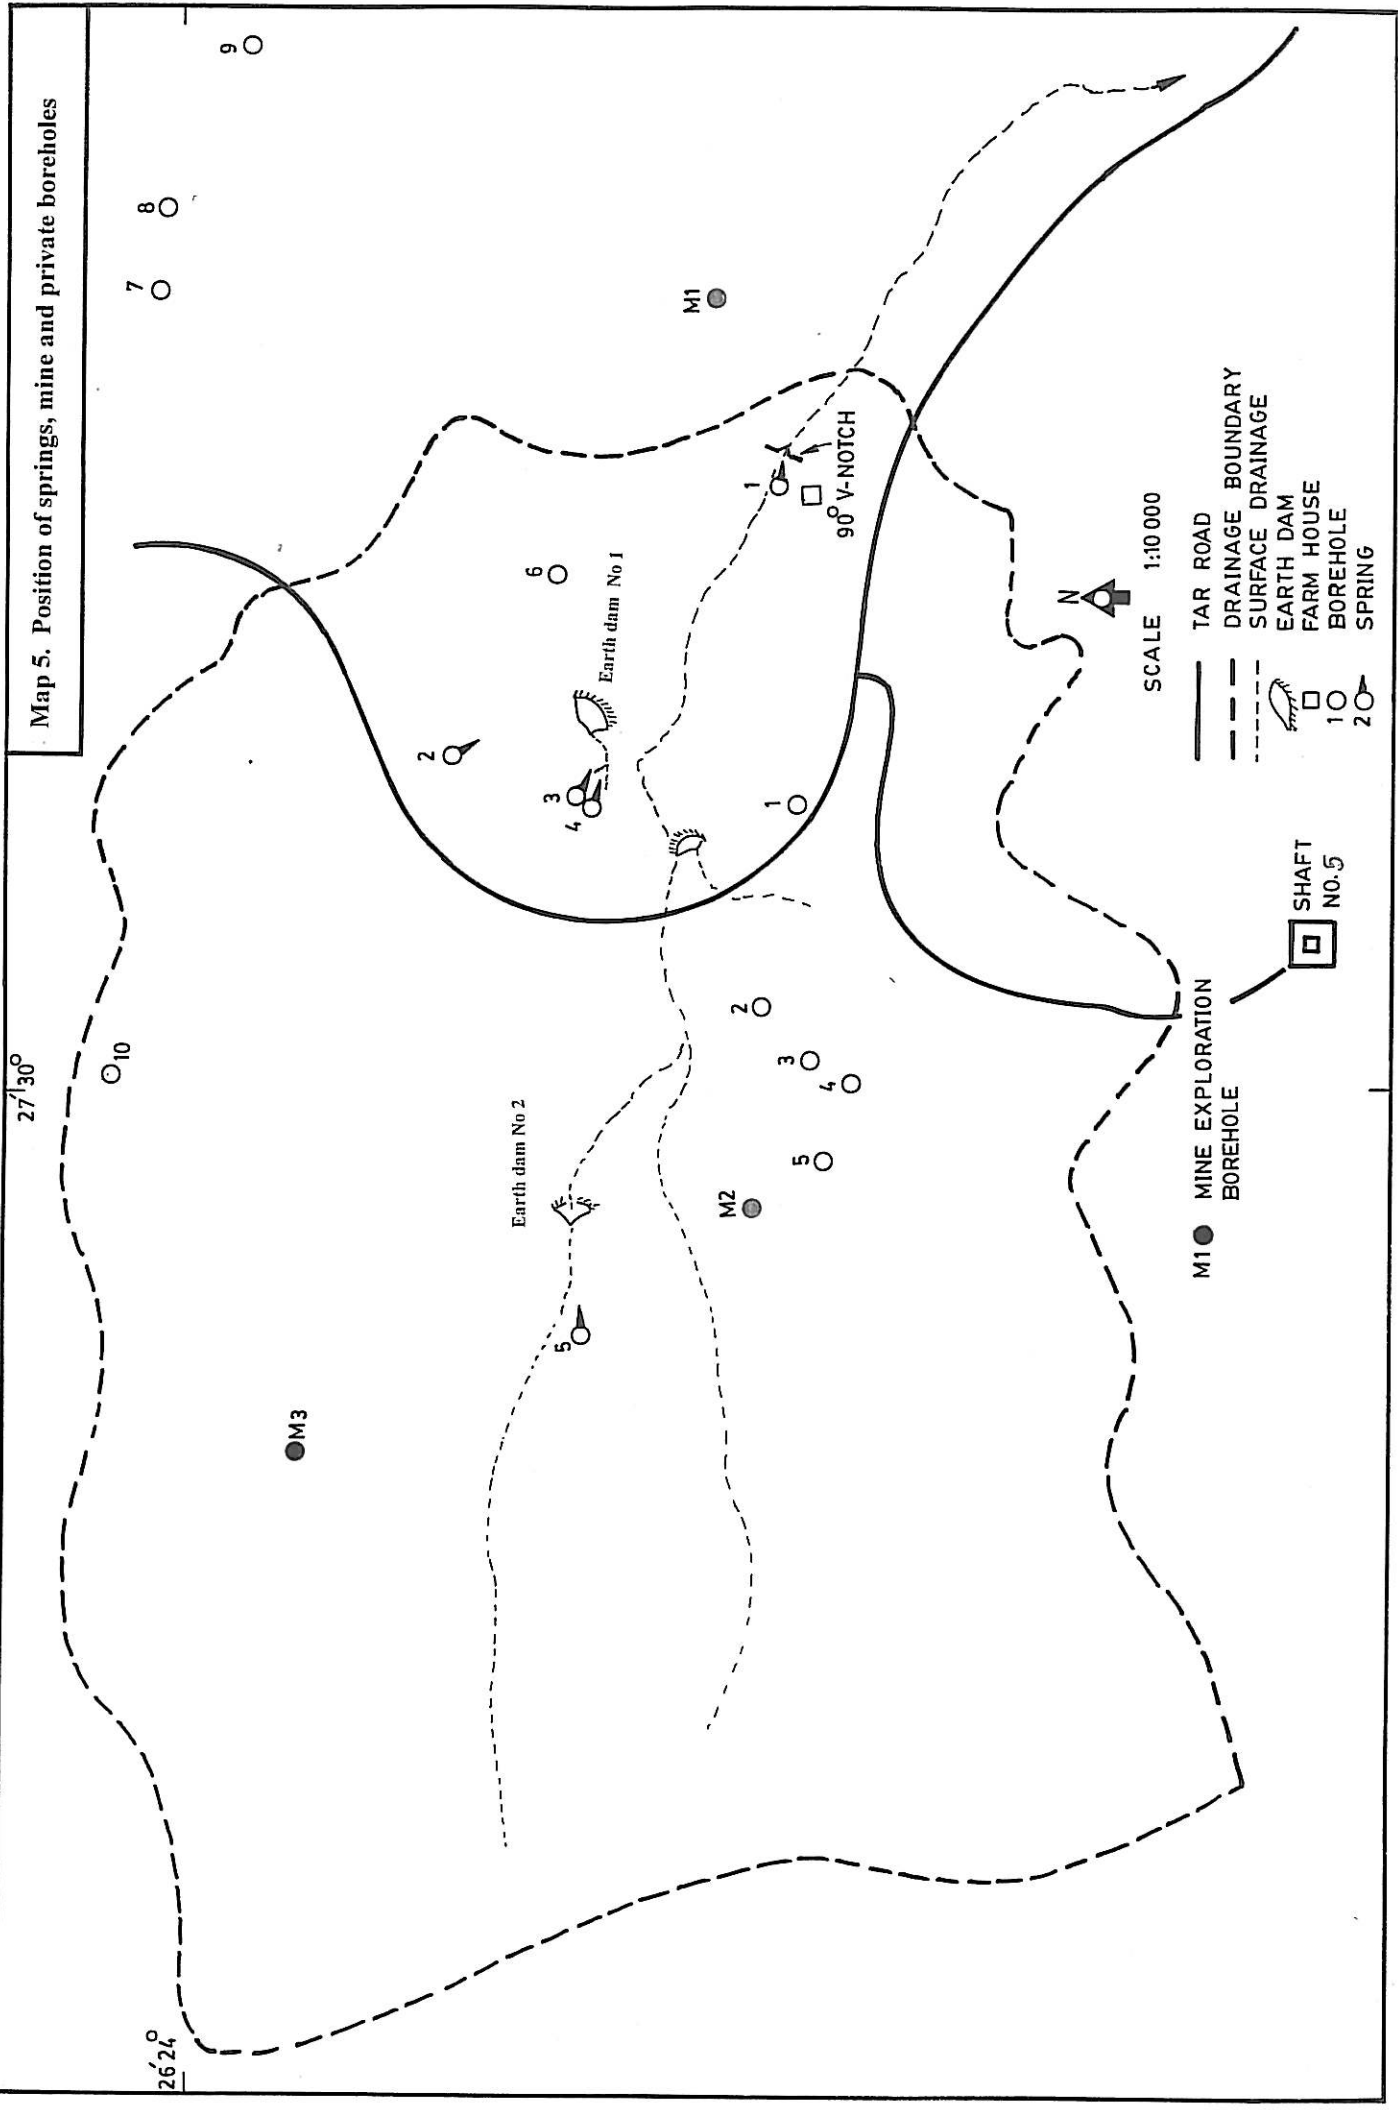 Map 5. Position of springs, mine and private boreholes
27°30'
26°24'
9
8
7
10
M1
M2
M3
1
90° V-NOTCH
6
Earth dam No 1
2
3
4
1
2
3
4
5
Earth dam No 2
5
N
SCALE 1:10 000
TAR ROAD
DRAINAGE BOUNDARY
SURFACE DRAINAGE
EARTH DAM
FARM HOUSE
1 BOREHOLE
2 SPRING
SHAFT
NO.5
M1 MINE EXPLORATION
BOREHOLE